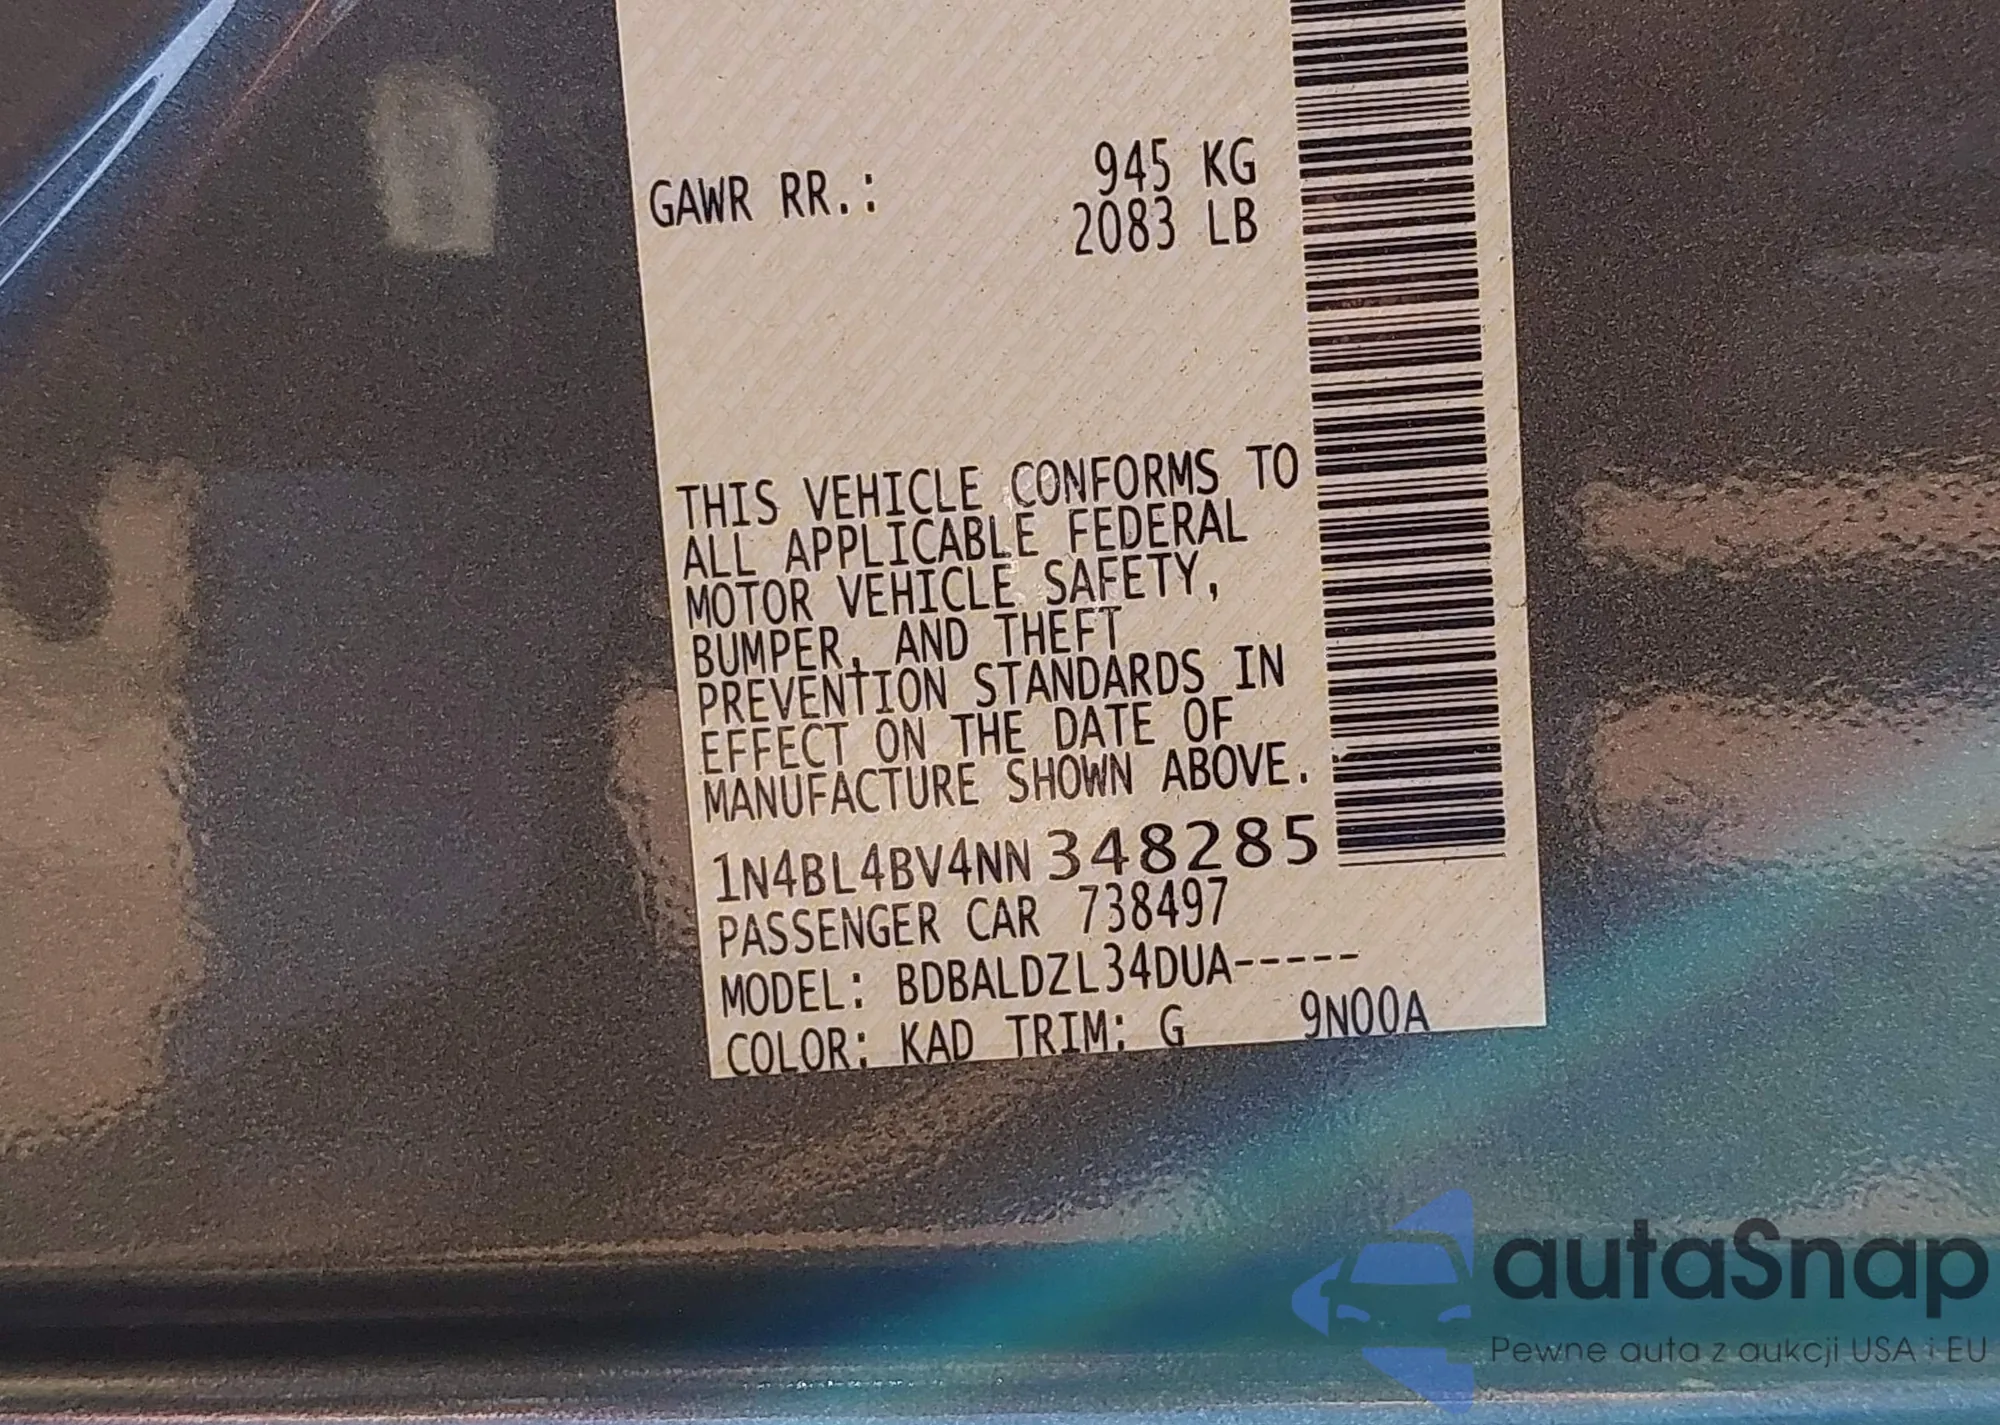 GAWR RR.: 945 KG
2083 LB
THIS VEHICLE CONFORMS TO
ALL APPLICABLE FEDERAL
MOTOR VEHICLE SAFETY,
BUMPER, AND THEFT
PREVENTION STANDARDS IN
EFFECT ON THE DATE OF
MANUFACTURE SHOWN ABOVE.
1N4BL4BV4NN348285
PASSENGER CAR 738497
MODEL: BDBALDZL34DUA-----
COLOR: KAD TRIM: G 9N00A
autaSnap
Pewne auta z aukcji USA i EU